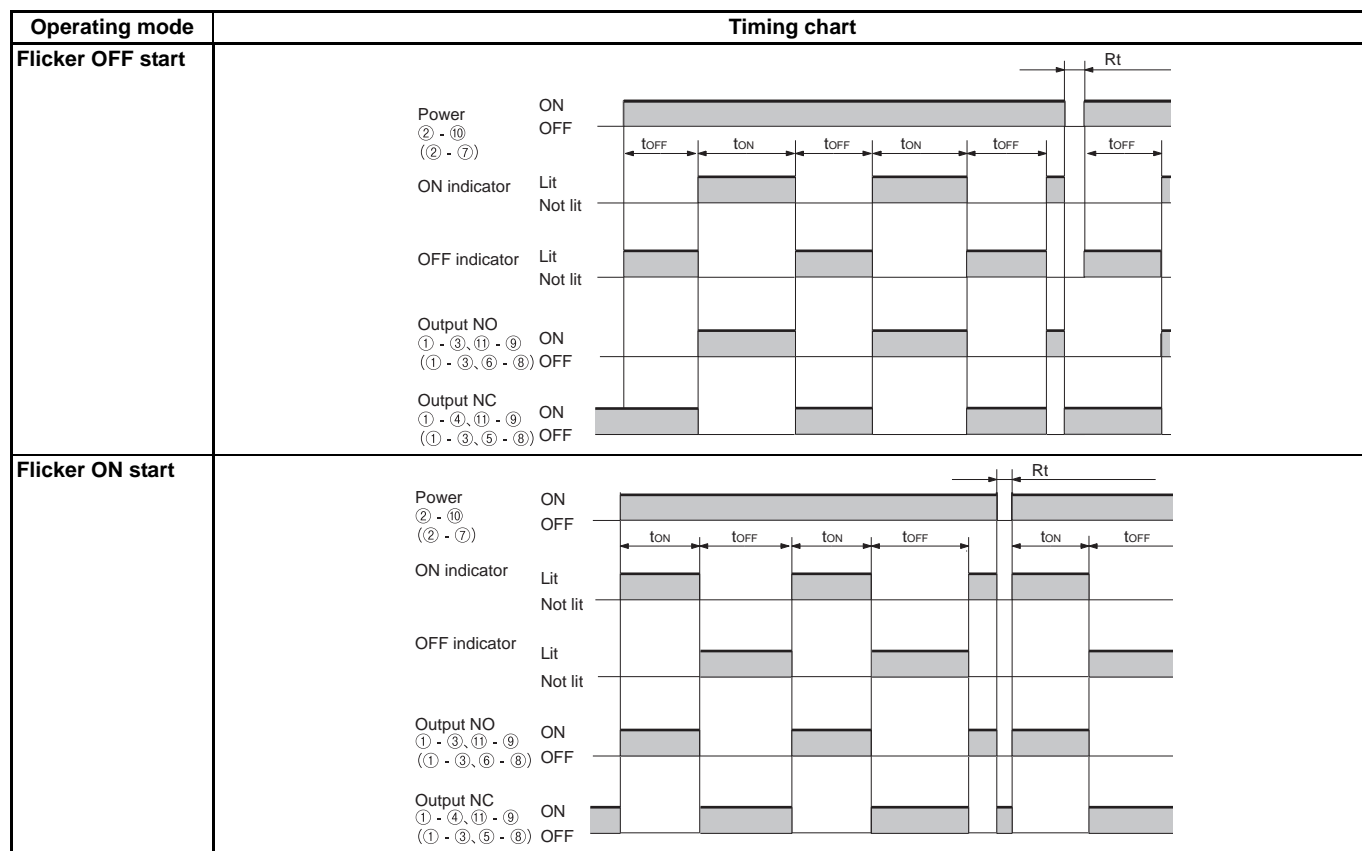 Operating mode
Timing chart
Flicker OFF start
Rt
Power
② - ⑩
(② - ⑦)
ON
OFF
tOFF tON tOFF tON tOFF tOFF
ON indicator
Lit
Not lit
OFF indicator
Lit
Not lit
Output NO
① - ③、⑪ - ⑨
(① - ③、⑥ - ⑧)
ON
OFF
Output NC
① - ④、⑪ - ⑨
(① - ③、⑤ - ⑧)
ON
OFF
Flicker ON start
Rt
Power
② - ⑩
(② - ⑦)
ON
OFF
tON tOFF tON tOFF tON tOFF
ON indicator
Lit
Not lit
OFF indicator
Lit
Not lit
Output NO
① - ③、⑪ - ⑨
(① - ③、⑥ - ⑧)
ON
OFF
Output NC
① - ④、⑪ - ⑨
(① - ③、⑤ - ⑧)
ON
OFF